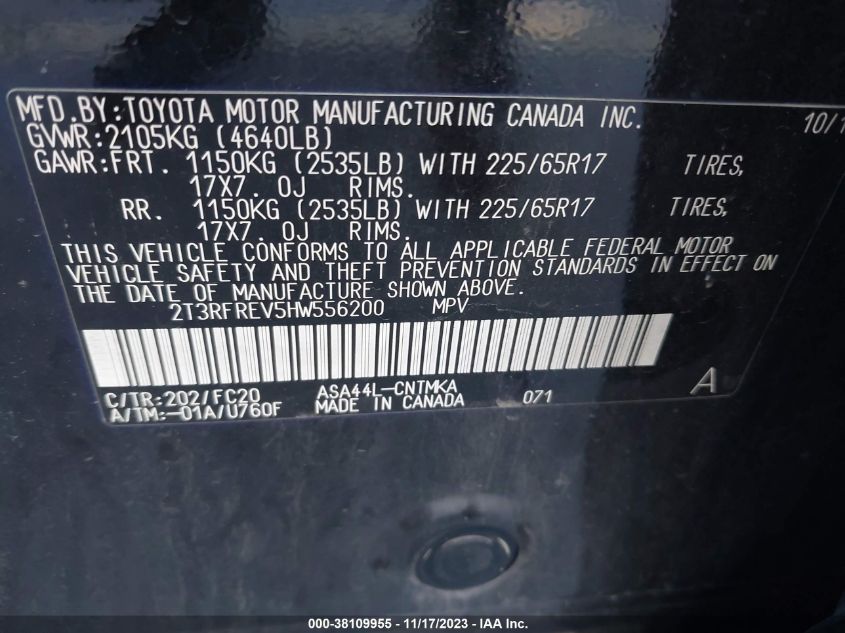 MFD.BY:TOYOTA MOTOR MANUFACTURING CANADA INC. 10/1
GVWR:2105KG (4640LB)
GAWR:FRT. 1150KG (2535LB) WITH 225/65R17 TIRES,
17X7. 0J RIMS.
RR. 1150KG (2535LB) WITH 225/65R17 TIRES,
17X7. 0J RIMS.
THIS VEHICLE CONFORMS TO ALL APPLICABLE FEDERAL MOTOR
VEHICLE SAFETY AND THEFT PREVENTION STANDARDS IN EFFECT ON
THE DATE OF MANUFACTURE SHOWN ABOVE.
2T3RFREV5HW556200 MPV
C/TR:202/FC20 ASA44L-CNTMKA A
A/TM:-01A/U760F MADE IN CANADA 071
000-38109955 - 11/17/2023 - IAA Inc.